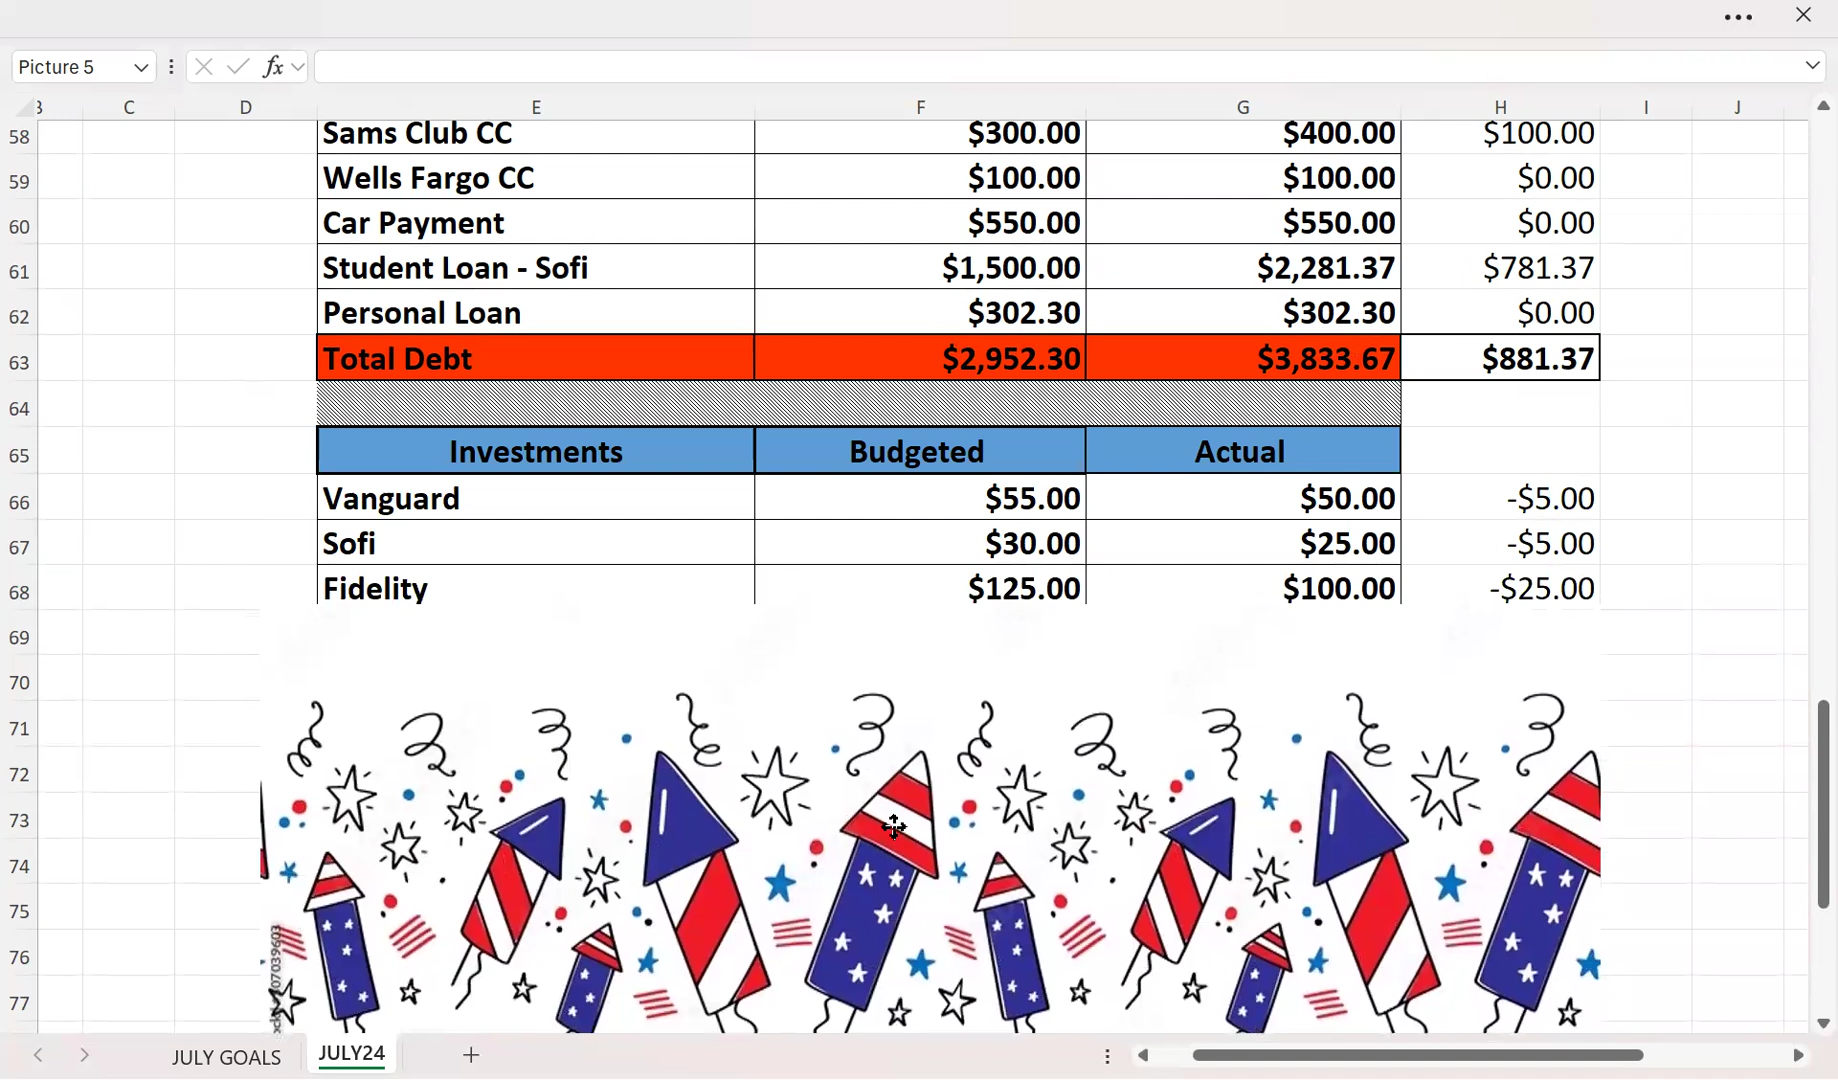 Picture 5 fx
B C D E F G H I J
58 Sams Club CC $300.00 $400.00 $100.00
59 Wells Fargo CC $100.00 $100.00 $0.00
60 Car Payment $550.00 $550.00 $0.00
61 Student Loan - Sofi $1,500.00 $2,281.37 $781.37
62 Personal Loan $302.30 $302.30 $0.00
63 Total Debt $2,952.30 $3,833.67 $881.37
64
65 Investments Budgeted Actual
66 Vanguard $55.00 $50.00 -$5.00
67 Sofi $30.00 $25.00 -$5.00
68 Fidelity $125.00 $100.00 -$25.00
69
70
71
72
73
74
75
76
77
JULY GOALS JULY24